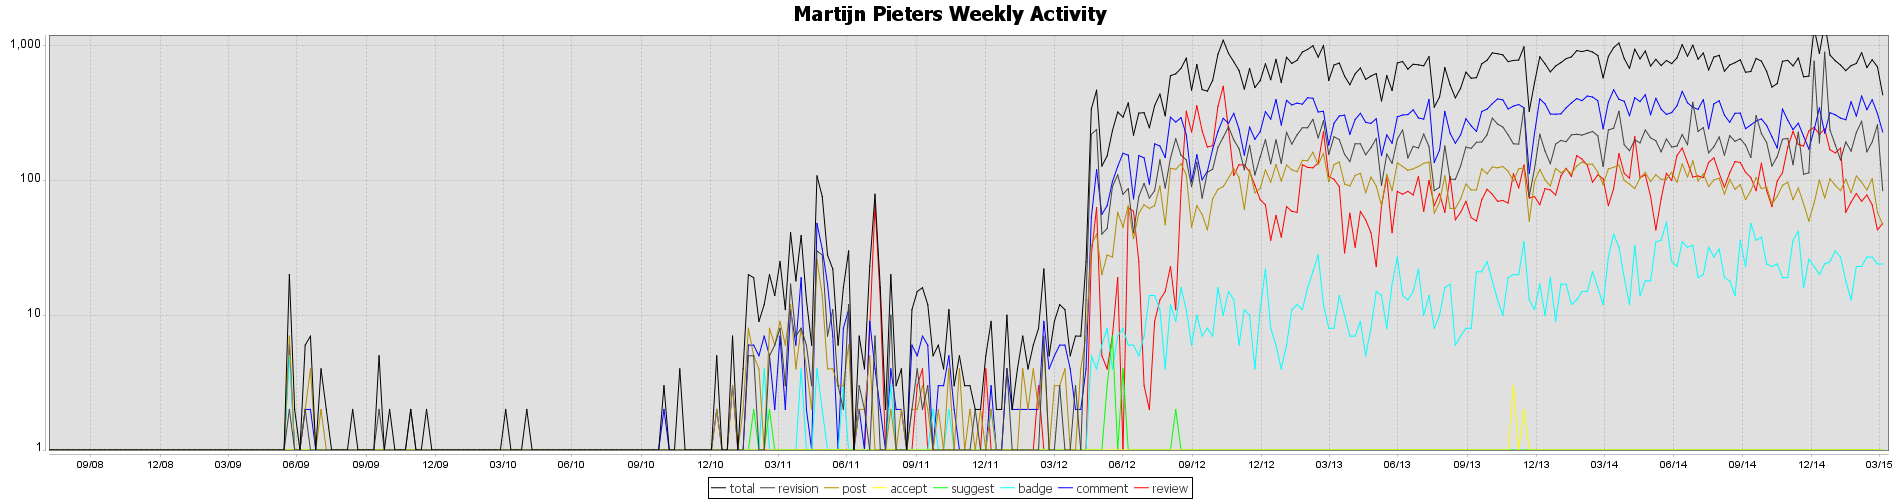 Martijn Pieters Weekly Activity
1,000
100
10
1
09/08 12/08 03/09 06/09 09/09 12/09 03/10 06/10 09/10 12/10 03/11 06/11 09/11 12/11 03/12 06/12 09/12 12/12 03/13 06/13 09/13 12/13 03/14 06/14 09/14 12/14 03/15
total revision post accept suggest badge comment review